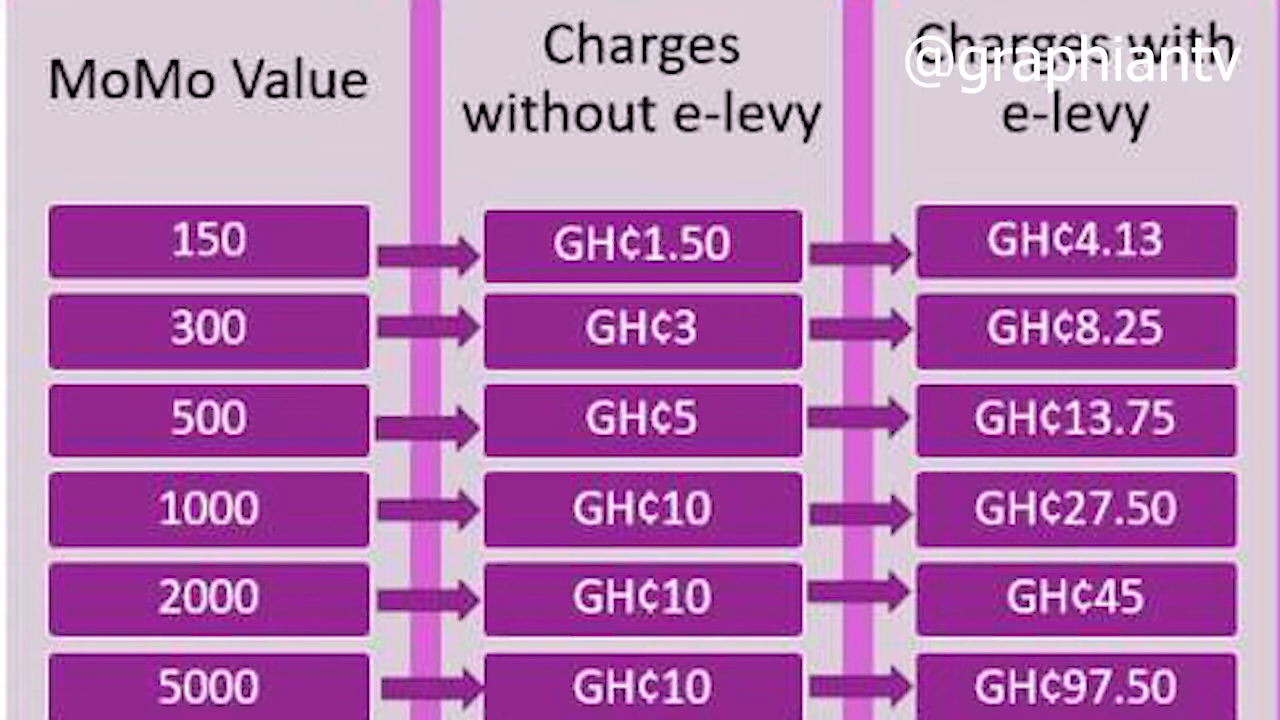 MoMo Value
Charges
without e-levy
Charges with
e-levy
@graphiantv
150
GH¢1.50
GH¢4.13
300
GH¢3
GH¢8.25
500
GH¢5
GH¢13.75
1000
GH¢10
GH¢27.50
2000
GH¢10
GH¢45
5000
GH¢10
GH¢97.50